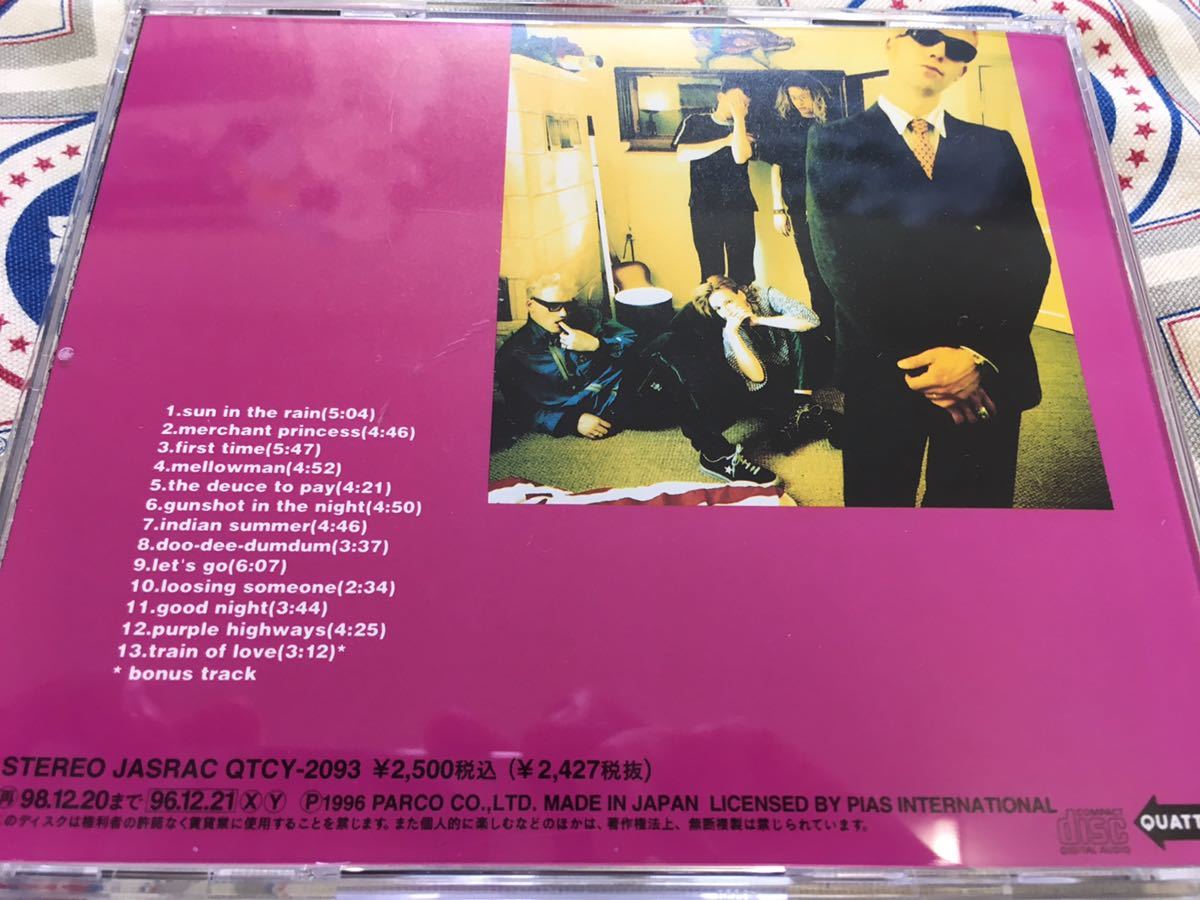 1.sun in the rain(5:04)
2.merchant princess(4:46)
3.first time(5:47)
4.mellowman(4:52)
5.the deuce to pay(4:21)
6.gunshot in the night(4:50)
7.indian summer(4:46)
8.doo-dee-dumdum(3:37)
9.let's go(6:07)
10.loosing someone(2:34)
11.good night(3:44)
12.purple highways(4:25)
13.train of love(3:12)*
* bonus track
STEREO JASRAC QTCY-2093 ¥2,500税込 (¥2,427税抜)
再 98.12.20まで 96.12.21 X Y Ⓟ1996 PARCO CO.,LTD. MADE IN JAPAN LICENSED BY PIAS INTERNATIONAL
このディスクは権利者の許諾なく賃貸業に使用することを禁じます。また個人的に楽しむなどのほかは、著作権法上、無断複製は禁じられています。
COMPACT
disc
DIGITAL AUDIO
QUATT